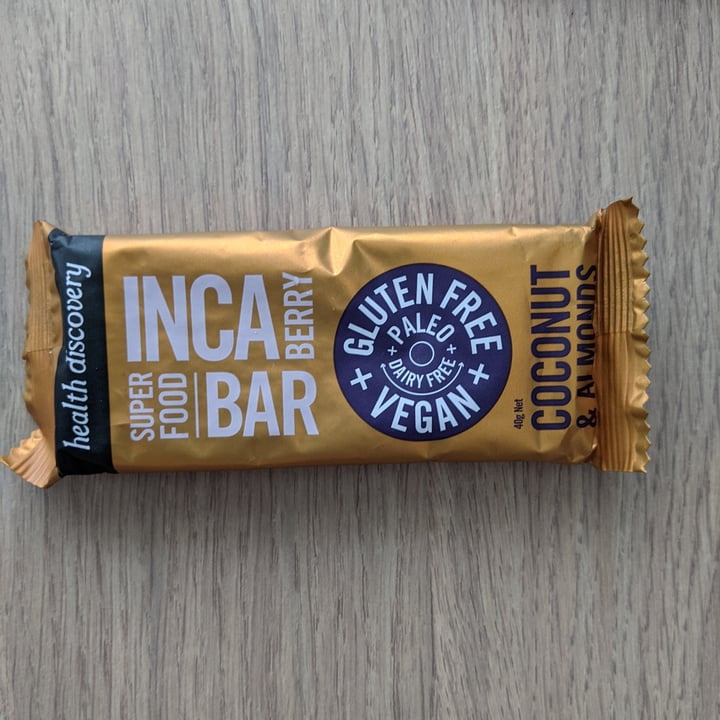 health discovery
INCA
BERRY
SUPER
FOOD
BAR
GLUTEN FREE
+ PALEO +
DAIRY FREE
+ VEGAN +
40g Net
COCONUT
& ALMONDS